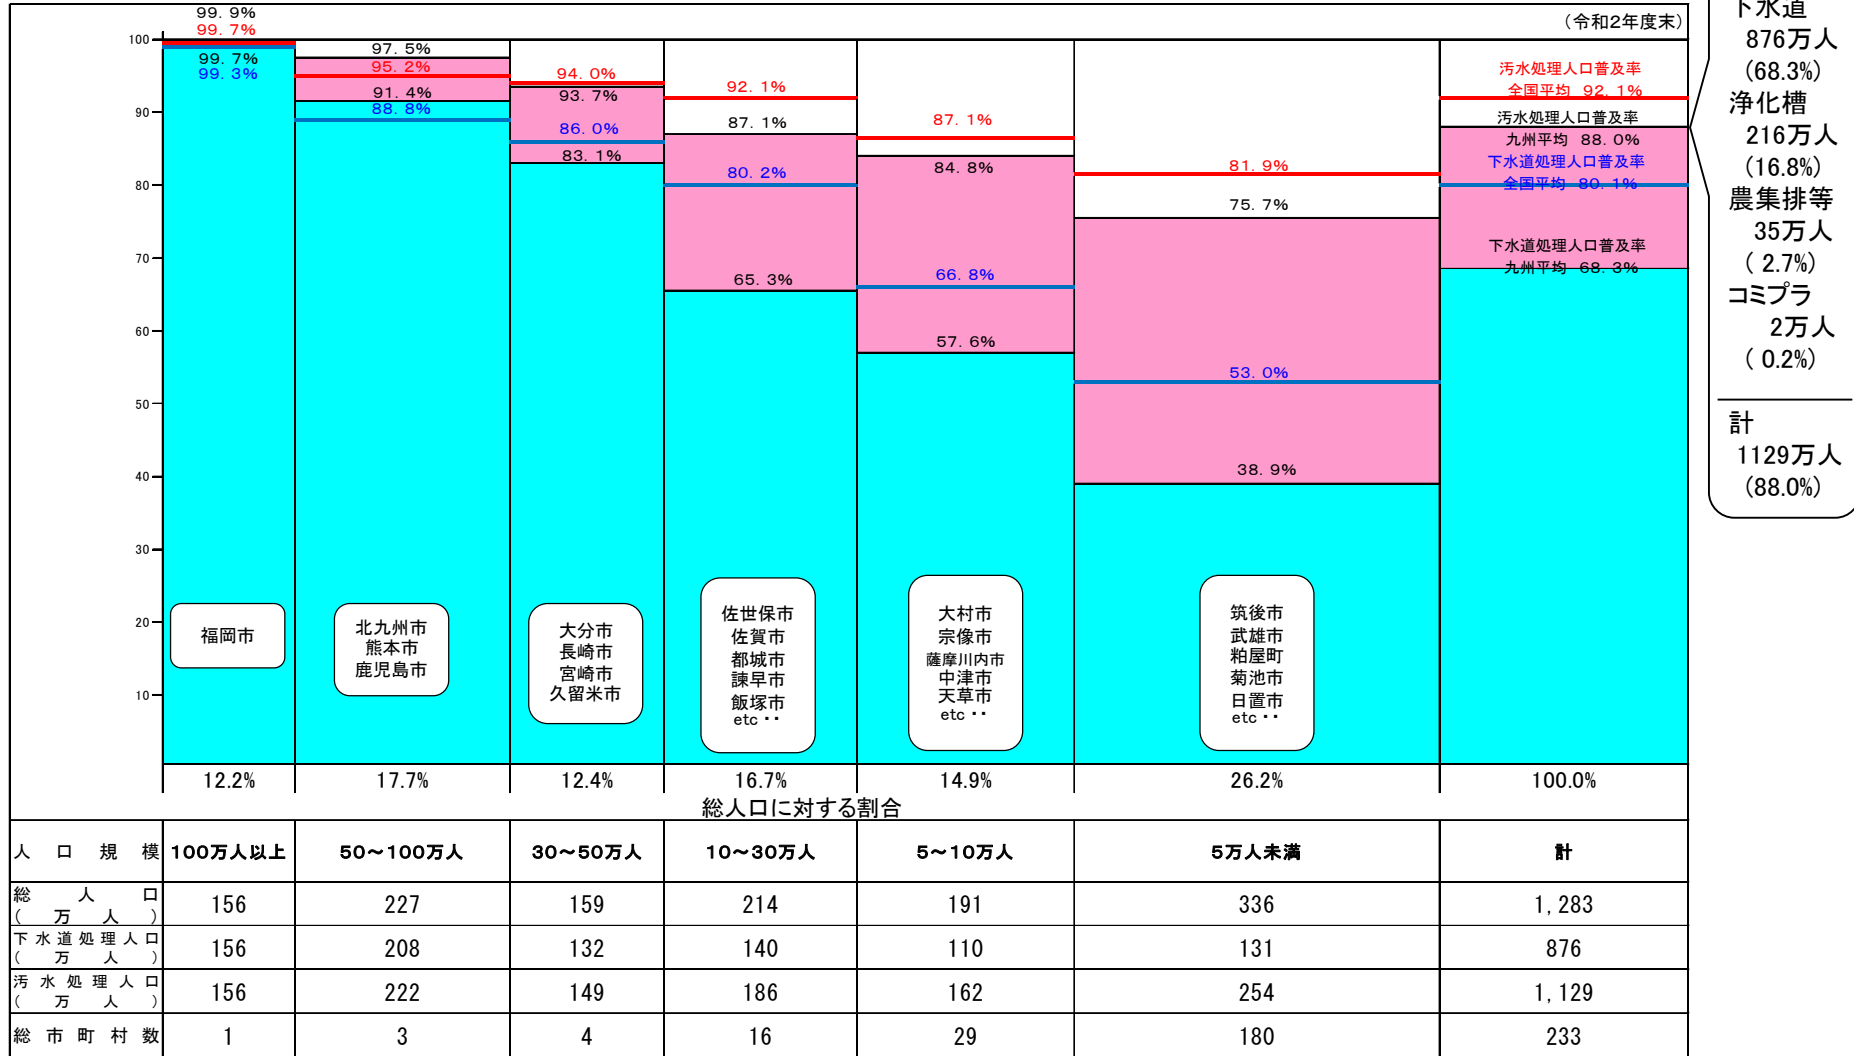 (令和2年度末)
99.9%
99.7%
99.7%
99.3%
97.5%
95.2%
91.4%
88.8%
94.0%
93.7%
86.0%
83.1%
92.1%
87.1%
80.2%
65.3%
87.1%
84.8%
66.8%
57.6%
81.9%
75.7%
53.0%
38.9%
汚水処理人口普及率
全国平均 92.1%
汚水処理人口普及率
九州平均 88.0%
下水道処理人口普及率
全国平均 80.1%
下水道処理人口普及率
九州平均 68.3%
100
90
80
70
60
50
40
30
20
10
福岡市
北九州市
熊本市
鹿児島市
大分市
長崎市
宮崎市
久留米市
佐世保市
佐賀市
都城市
諫早市
飯塚市
etc・・
大村市
宗像市
薩摩川内市
中津市
天草市
etc・・
筑後市
武雄市
粕屋町
菊池市
日置市
etc・・
下水道
876万人
(68.3%)
浄化槽
216万人
(16.8%)
農集排等
35万人
( 2.7%)
コミプラ
2万人
( 0.2%)
計
1129万人
(88.0%)
12.2% 17.7% 12.4% 16.7% 14.9% 26.2% 100.0%
総人口に対する割合
人口規模 100万人以上 50～100万人 30～50万人 10～30万人 5～10万人 5万人未満 計
総人口
(万人) 156 227 159 214 191 336 1,283
下水道処理人口
(万人) 156 208 132 140 110 131 876
汚水処理人口
(万人) 156 222 149 186 162 254 1,129
総市町村数 1 3 4 16 29 180 233